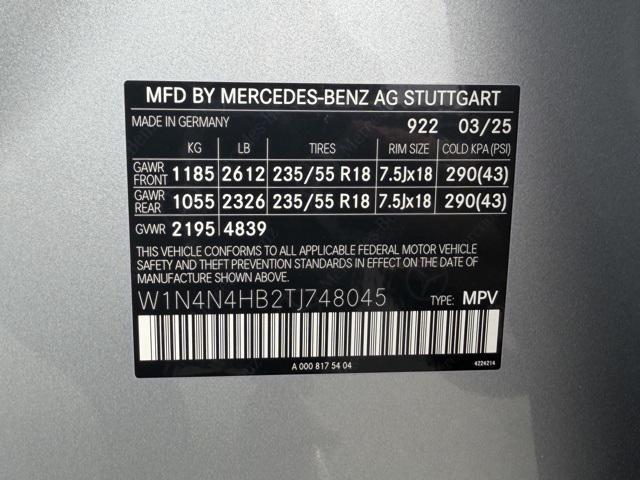 MFD BY MERCEDES-BENZ AG STUTTGART
MADE IN GERMANY 922 03/25
KG LB TIRES RIM SIZE COLD KPA (PSI)
GAWR FRONT 1185 2612 235/55 R18 7.5Jx18 290(43)
GAWR REAR 1055 2326 235/55 R18 7.5Jx18 290(43)
GVWR 2195 4839
THIS VEHICLE CONFORMS TO ALL APPLICABLE FEDERAL MOTOR VEHICLE
SAFETY AND THEFT PREVENTION STANDARDS IN EFFECT ON THE DATE OF
MANUFACTURE SHOWN ABOVE.
W1N4N4HB2TJ748045 TYPE: MPV
A 000 817 54 04 4224214